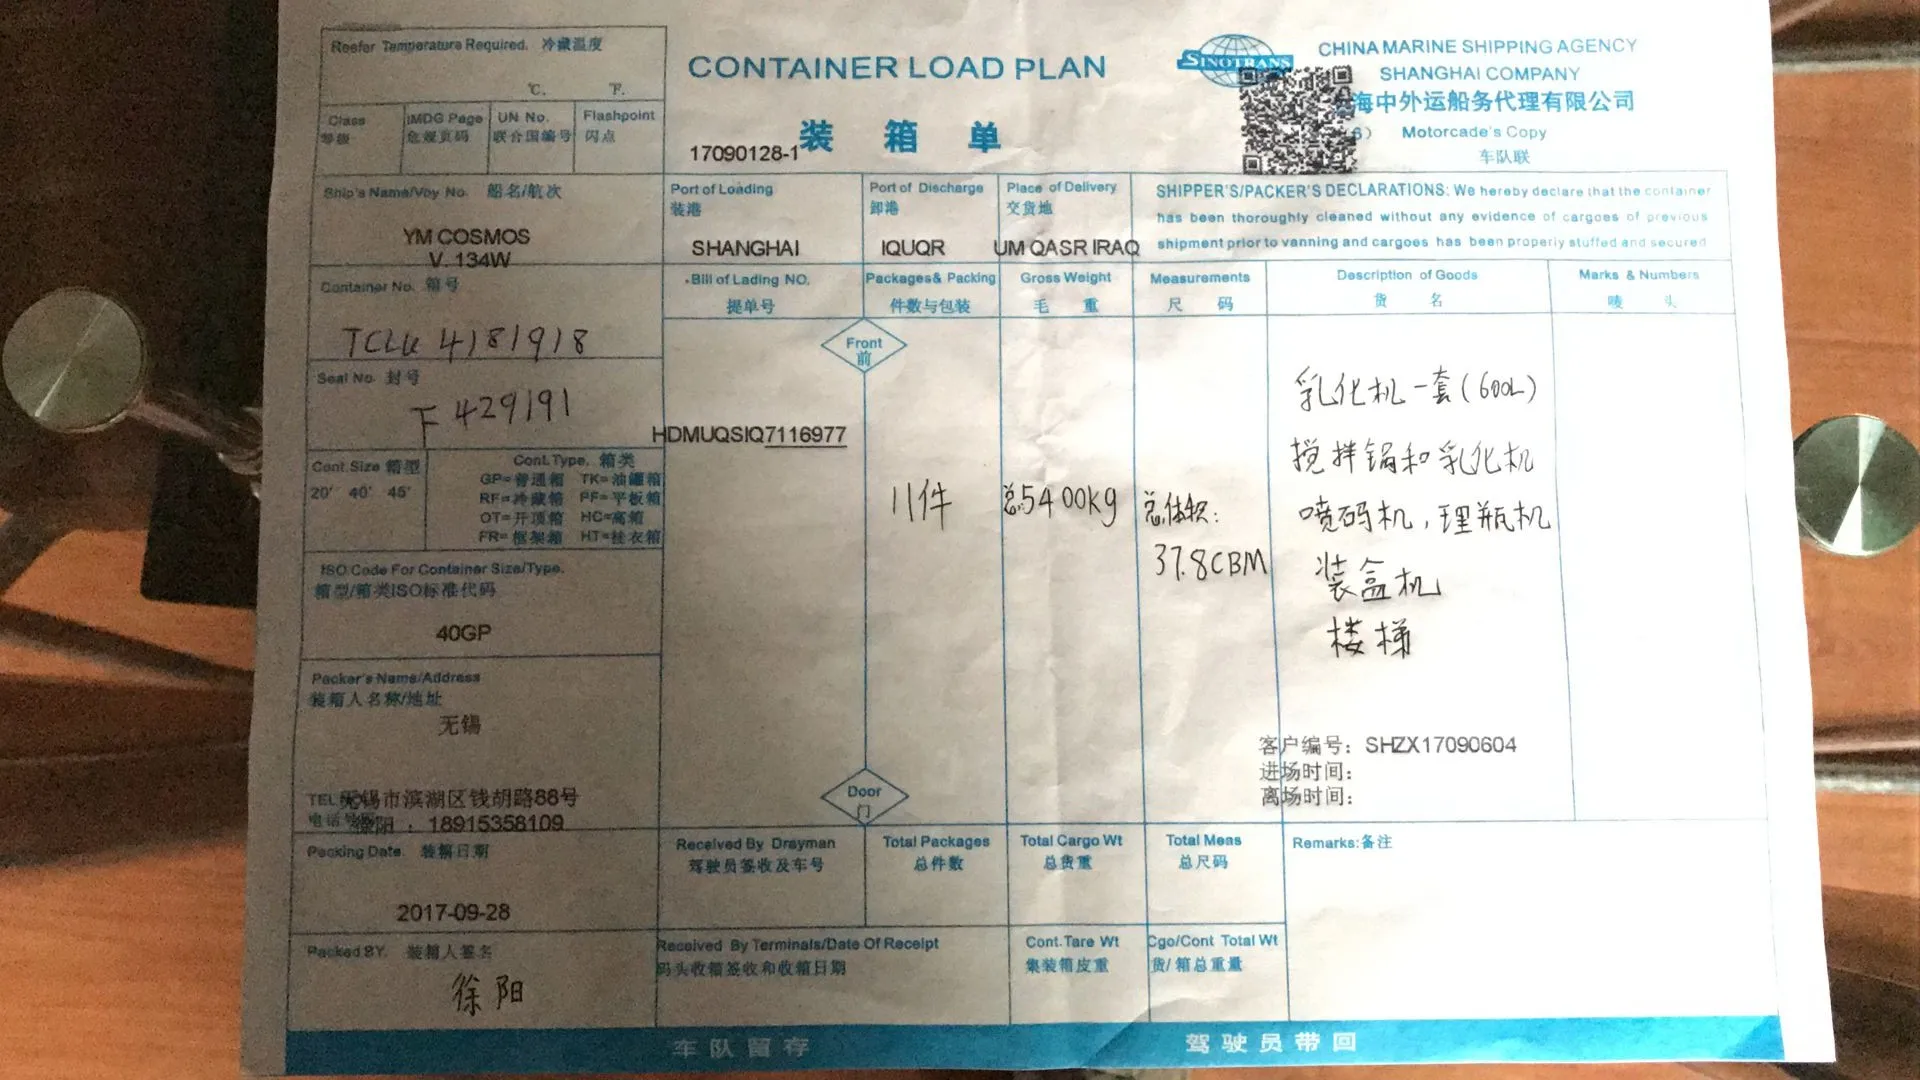 Reefer Temperature Required. 冷藏温度
℃. ℉.
Class 等级
IMDG Page 危规页码
UN No. 联合国编号
Flashpoint 闪点
CONTAINER LOAD PLAN
装 箱 单
17090128-1
SINOTRANS
CHINA MARINE SHIPPING AGENCY
SHANGHAI COMPANY
海中外运船务代理有限公司
6) Motorcade's Copy
车队联
Ship's Name/Voy No. 船名/航次
YM COSMOS
V. 134W
Port of Loading
装港
SHANGHAI
Port of Discharge
卸港
IQUQR
Place of Delivery
交货地
UM QASR IRAQ
SHIPPER'S/PACKER'S DECLARATIONS: We hereby declare that the container
has been thoroughly cleaned without any evidence of cargoes of previous
shipment prior to vanning and cargoes has been properly stuffed and secured
Container No. 箱号
TCLU 4181918
Seal No. 封号
F 429191
Bill of Lading NO.
提单号
HDMUQSIQ7116977
Packages& Packing
件数与包装
Gross Weight
毛 重
Measurements
尺 码
Description of Goods
货 名
Marks & Numbers
唛 头
Front
前
11件
总5400kg
总体积:
37.8CBM
乳化机一套(600L)
搅拌锅和乳化机
喷码机,理瓶机
装盒机
楼梯
Cont.Size 箱型
20' 40' 45'
Cont.Type. 箱类
GP=普通箱 TK=油罐箱
RF=冷藏箱 PF=平板箱
OT=开顶箱 HC=高箱
FR=框架箱 HT=挂衣箱
ISO Code For Container Size/Type.
箱型/箱类ISO标准代码
40GP
Packer's Name/Address
装箱人名称/地址
无锡
TEL
无锡市滨湖区钱胡路88号
电话
徐阳 : 18915358109
客户编号: SHZX17090604
进场时间:
离场时间:
Door
门
Packing Date. 装箱日期
2017-09-28
Received By Drayman
驾驶员签收及车号
Total Packages
总件数
Total Cargo Wt
总货重
Total Meas
总尺码
Remarks:备注
Packed BY. 装箱人签名
徐阳
Received By Terminals/Date Of Receipt
码头收箱签收和收箱日期
Cont.Tare Wt
集装箱皮重
Cgo/Cont Total Wt
货/箱总重量
车队留存
驾驶员带回